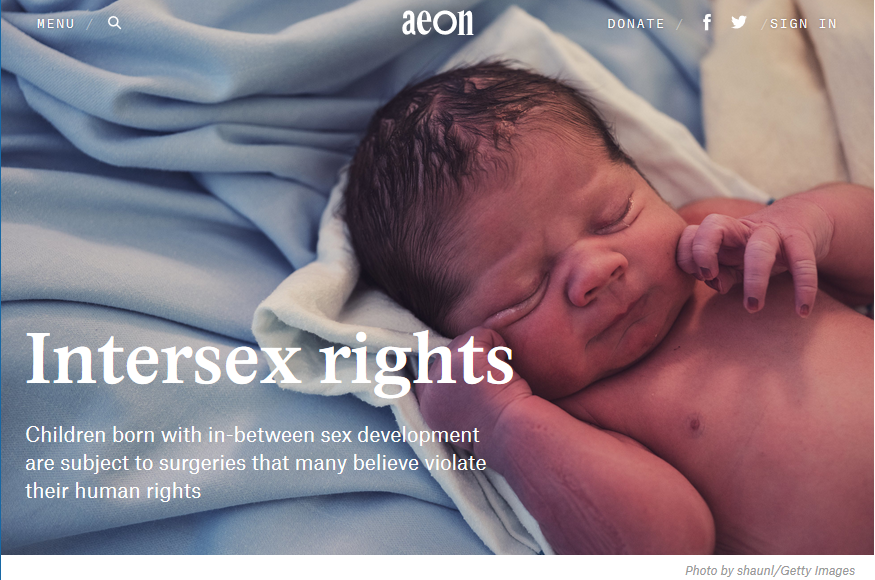 MENU /
aeon
DONATE /
/SIGN IN
Intersex rights
Children born with in-between sex development
are subject to surgeries that many believe violate
their human rights
Photo by shaunl/Getty Images